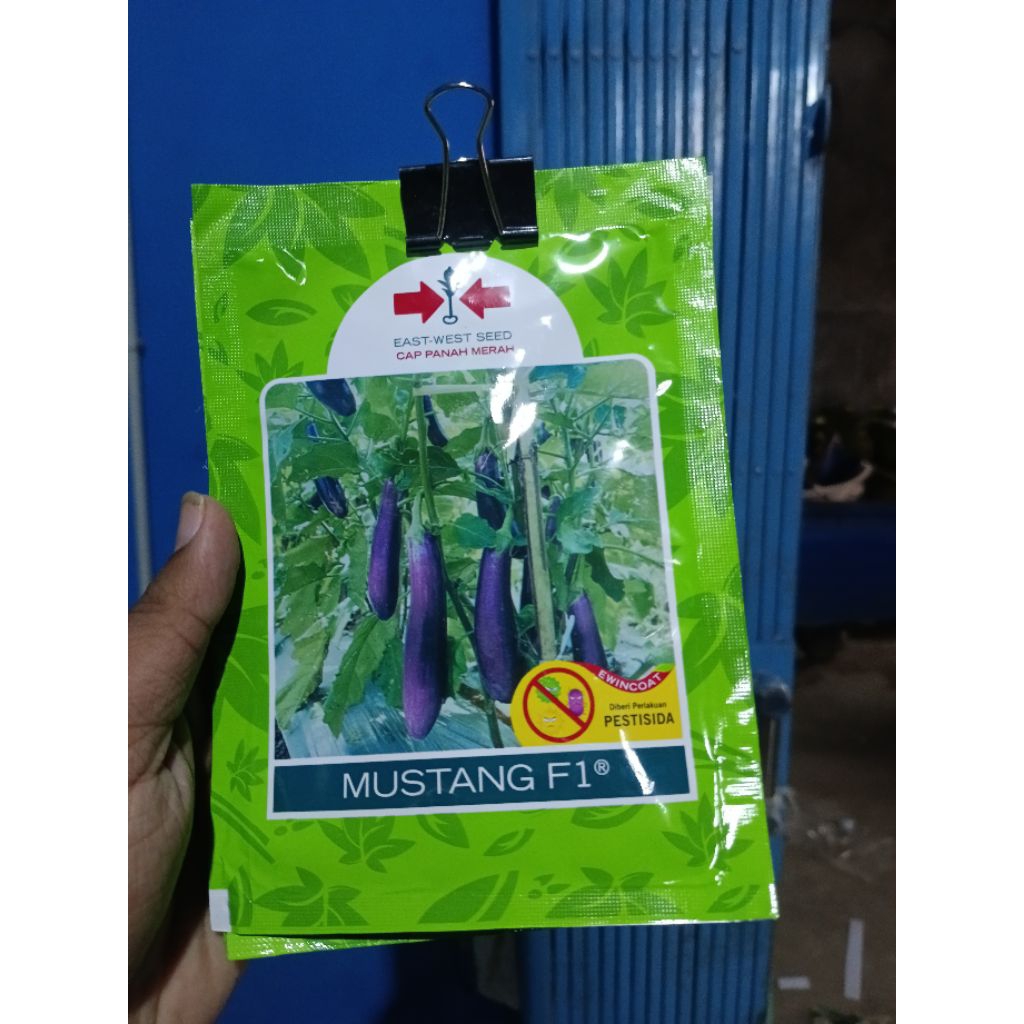 EAST-WEST SEED
CAP PANAH MERAH
EWINCOAT
Diberi Perlakuan
PESTISIDA
MUSTANG F1®